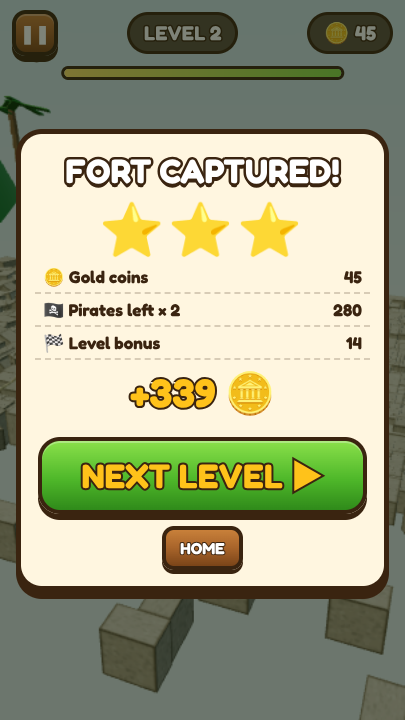 LEVEL 2
45
FORT CAPTURED!
Gold coins 45
Pirates left × 2 280
Level bonus 14
+339
NEXT LEVEL
HOME